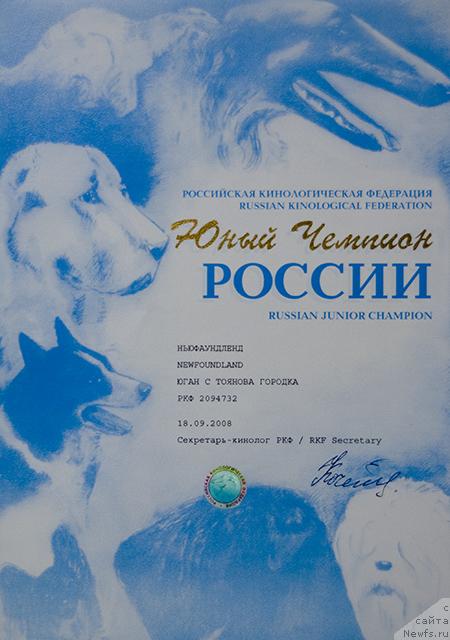 РОССИЙСКАЯ КИНОЛОГИЧЕСКАЯ ФЕДЕРАЦИЯ
RUSSIAN KINOLOGICAL FEDERATION
Юный Чемпион
РОССИИ
RUSSIAN JUNIOR CHAMPION
НЬЮФАУНДЛЕНД
NEWFOUNDLAND
ЮГАН С ТОЯНОВА ГОРОДКА
РКФ 2094732
18.09.2008
Секретарь-кинолог РКФ / RKF Secretary
с
сайта
Newfs.ru